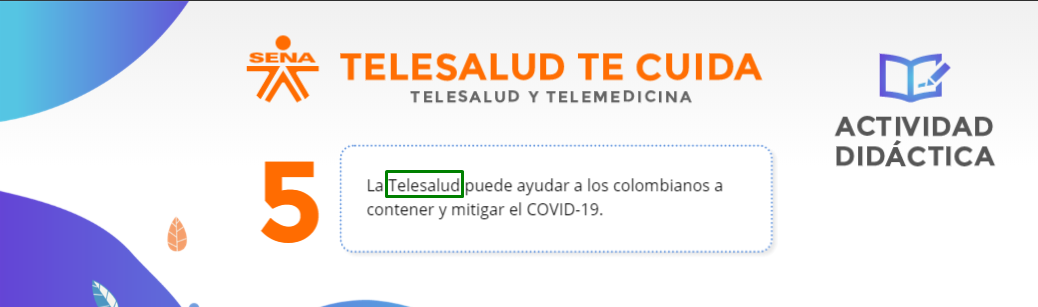 SENA
TELESALUD TE CUIDA
TELESALUD Y TELEMEDICINA
ACTIVIDAD
DIDÁCTICA
5
La Telesalud puede ayudar a los colombianos a
contener y mitigar el COVID-19.